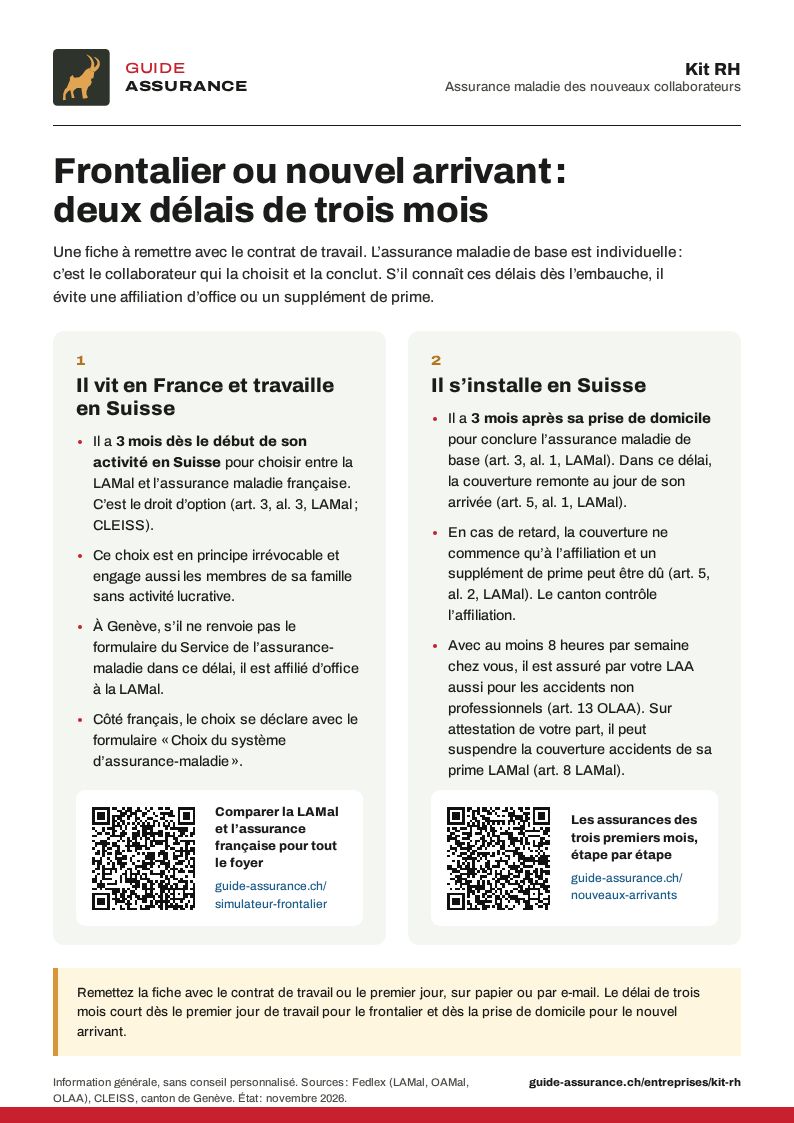 GUIDE
ASSURANCE
Kit RH
Assurance maladie des nouveaux collaborateurs
Frontalier ou nouvel arrivant :
deux délais de trois mois
Une fiche à remettre avec le contrat de travail. L’assurance maladie de base est individuelle :
c’est le collaborateur qui la choisit et la conclut. S’il connaît ces délais dès l’embauche, il
évite une affiliation d’office ou un supplément de prime.
1
Il vit en France et travaille
en Suisse
• Il a 3 mois dès le début de son
activité en Suisse pour choisir entre la
LAMal et l’assurance maladie française.
C’est le droit d’option (art. 3, al. 3, LAMal ;
CLEISS).
• Ce choix est en principe irrévocable et
engage aussi les membres de sa famille
sans activité lucrative.
• À Genève, s’il ne renvoie pas le
formulaire du Service de l’assurance-
maladie dans ce délai, il est affilié d’office
à la LAMal.
• Côté français, le choix se déclare avec le
formulaire « Choix du système
d’assurance-maladie ».
Comparer la LAMal
et l’assurance
française pour tout
le foyer
guide-assurance.ch/
simulateur-frontalier
2
Il s’installe en Suisse
• Il a 3 mois après sa prise de domicile
pour conclure l’assurance maladie de
base (art. 3, al. 1, LAMal). Dans ce délai,
la couverture remonte au jour de son
arrivée (art. 5, al. 1, LAMal).
• En cas de retard, la couverture ne
commence qu’à l’affiliation et un
supplément de prime peut être dû (art. 5,
al. 2, LAMal). Le canton contrôle
l’affiliation.
• Avec au moins 8 heures par semaine
chez vous, il est assuré par votre LAA
aussi pour les accidents non
professionnels (art. 13 OLAA). Sur
attestation de votre part, il peut
suspendre la couverture accidents de sa
prime LAMal (art. 8 LAMal).
Les assurances des
trois premiers mois,
étape par étape
guide-assurance.ch/
nouveaux-arrivants
Remettez la fiche avec le contrat de travail ou le premier jour, sur papier ou par e-mail. Le délai de trois
mois court dès le premier jour de travail pour le frontalier et dès la prise de domicile pour le nouvel
arrivant.
Information générale, sans conseil personnalisé. Sources : Fedlex (LAMal, OAMal,
OLAA), CLEISS, canton de Genève. État : novembre 2026.
guide-assurance.ch/entreprises/kit-rh